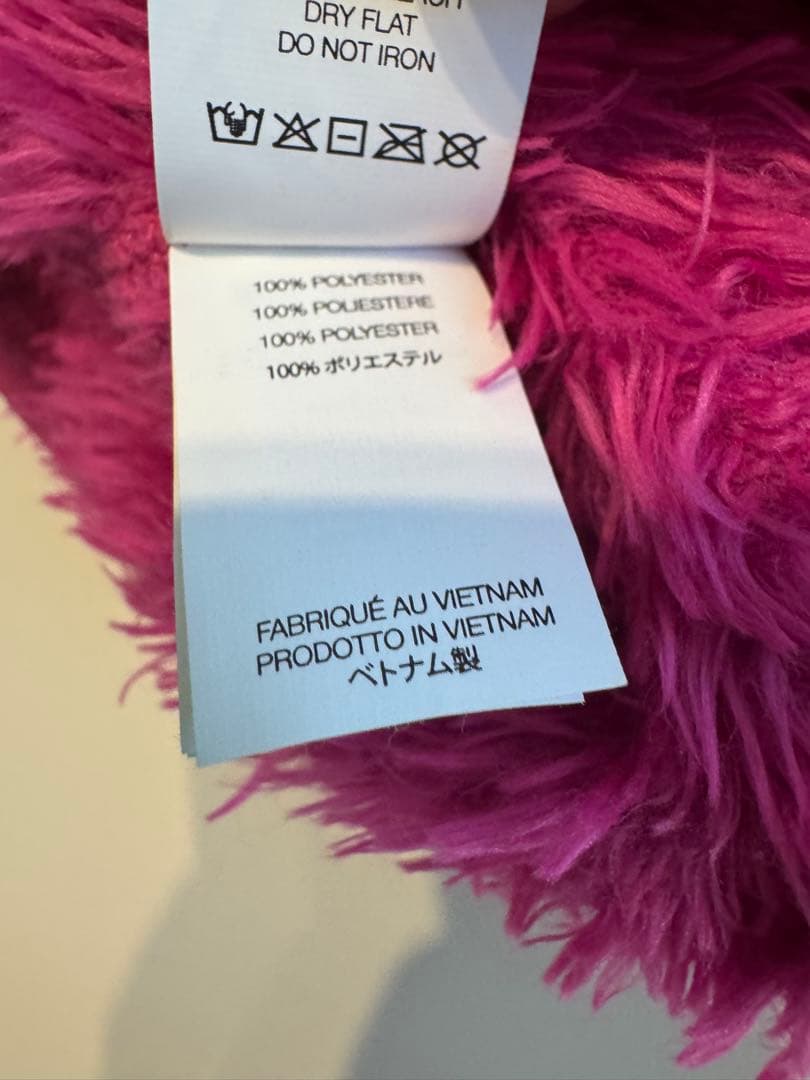 DRY FLAT
DO NOT IRON
100% POLYESTER
100% POLIESTERE
100% POLYESTER
100% ポリエステル
FABRIQUÉ AU VIETNAM
PRODOTTO IN VIETNAM
ベトナム製